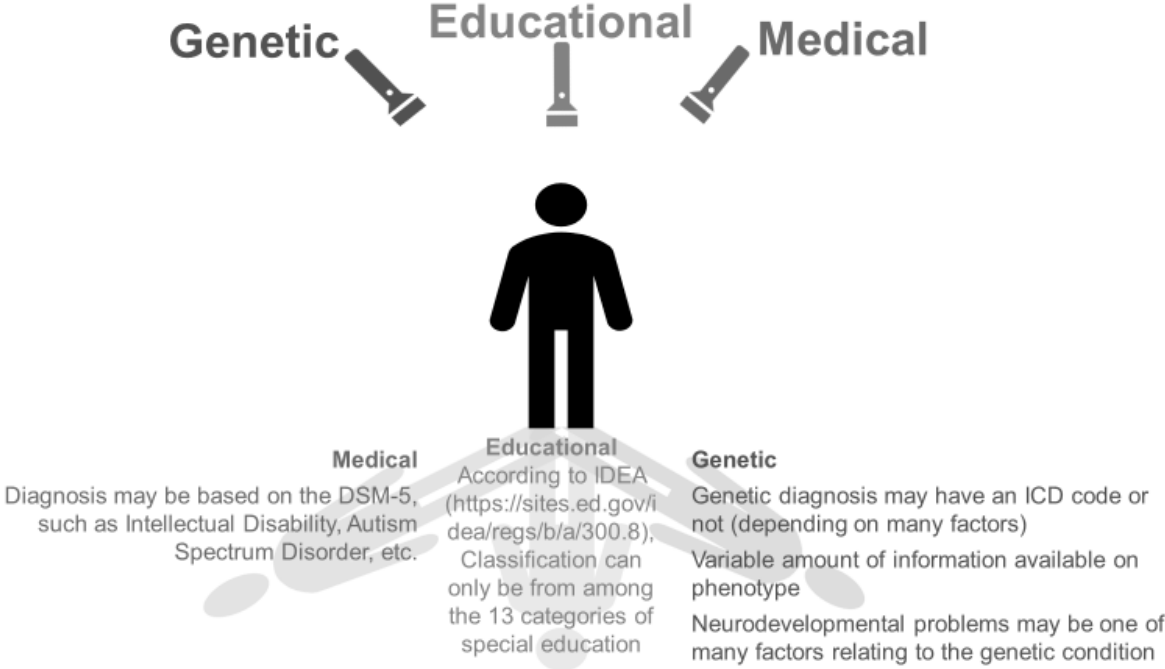 Genetic
Educational
Medical
Medical
Diagnosis may be based on the DSM-5,
such as Intellectual Disability, Autism
Spectrum Disorder, etc.
Educational
According to IDEA
(https://sites.ed.gov/i
dea/regs/b/a/300.8),
Classification can
only be from among
the 13 categories of
special education
Genetic
Genetic diagnosis may have an ICD code or
not (depending on many factors)
Variable amount of information available on
phenotype
Neurodevelopmental problems may be one of
many factors relating to the genetic condition